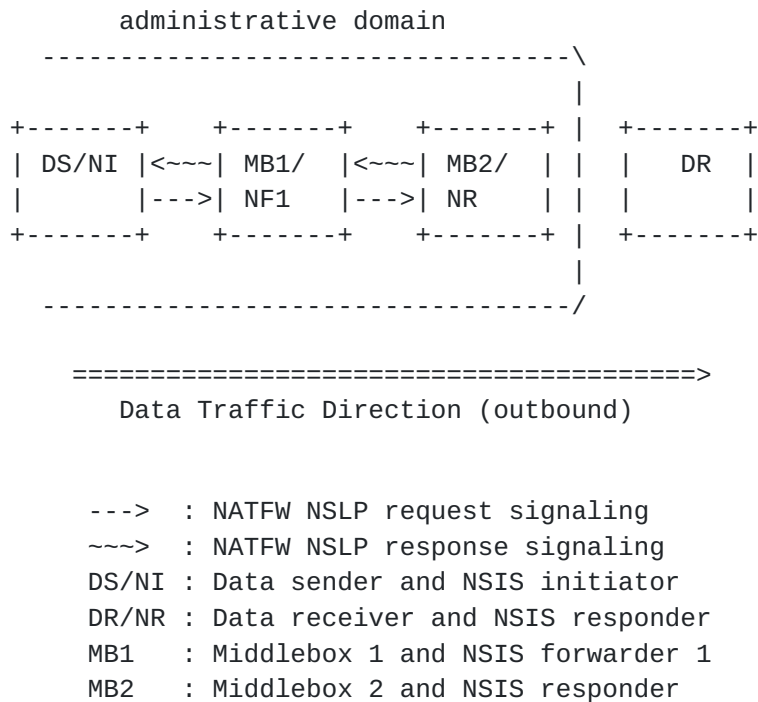 administrative domain
----------------------------------\
|
+-------+ +-------+ +-------+ | +-------+
| DS/NI |<~~~| MB1/ |<~~~| MB2/ | | | DR |
| |--->| NF1 |--->| NR | | | |
+-------+ +-------+ +-------+ | +-------+
|
----------------------------------/
========================================>
Data Traffic Direction (outbound)
---> : NATFW NSLP request signaling
~~~> : NATFW NSLP response signaling
DS/NI : Data sender and NSIS initiator
DR/NR : Data receiver and NSIS responder
MB1 : Middlebox 1 and NSIS forwarder 1
MB2 : Middlebox 2 and NSIS responder